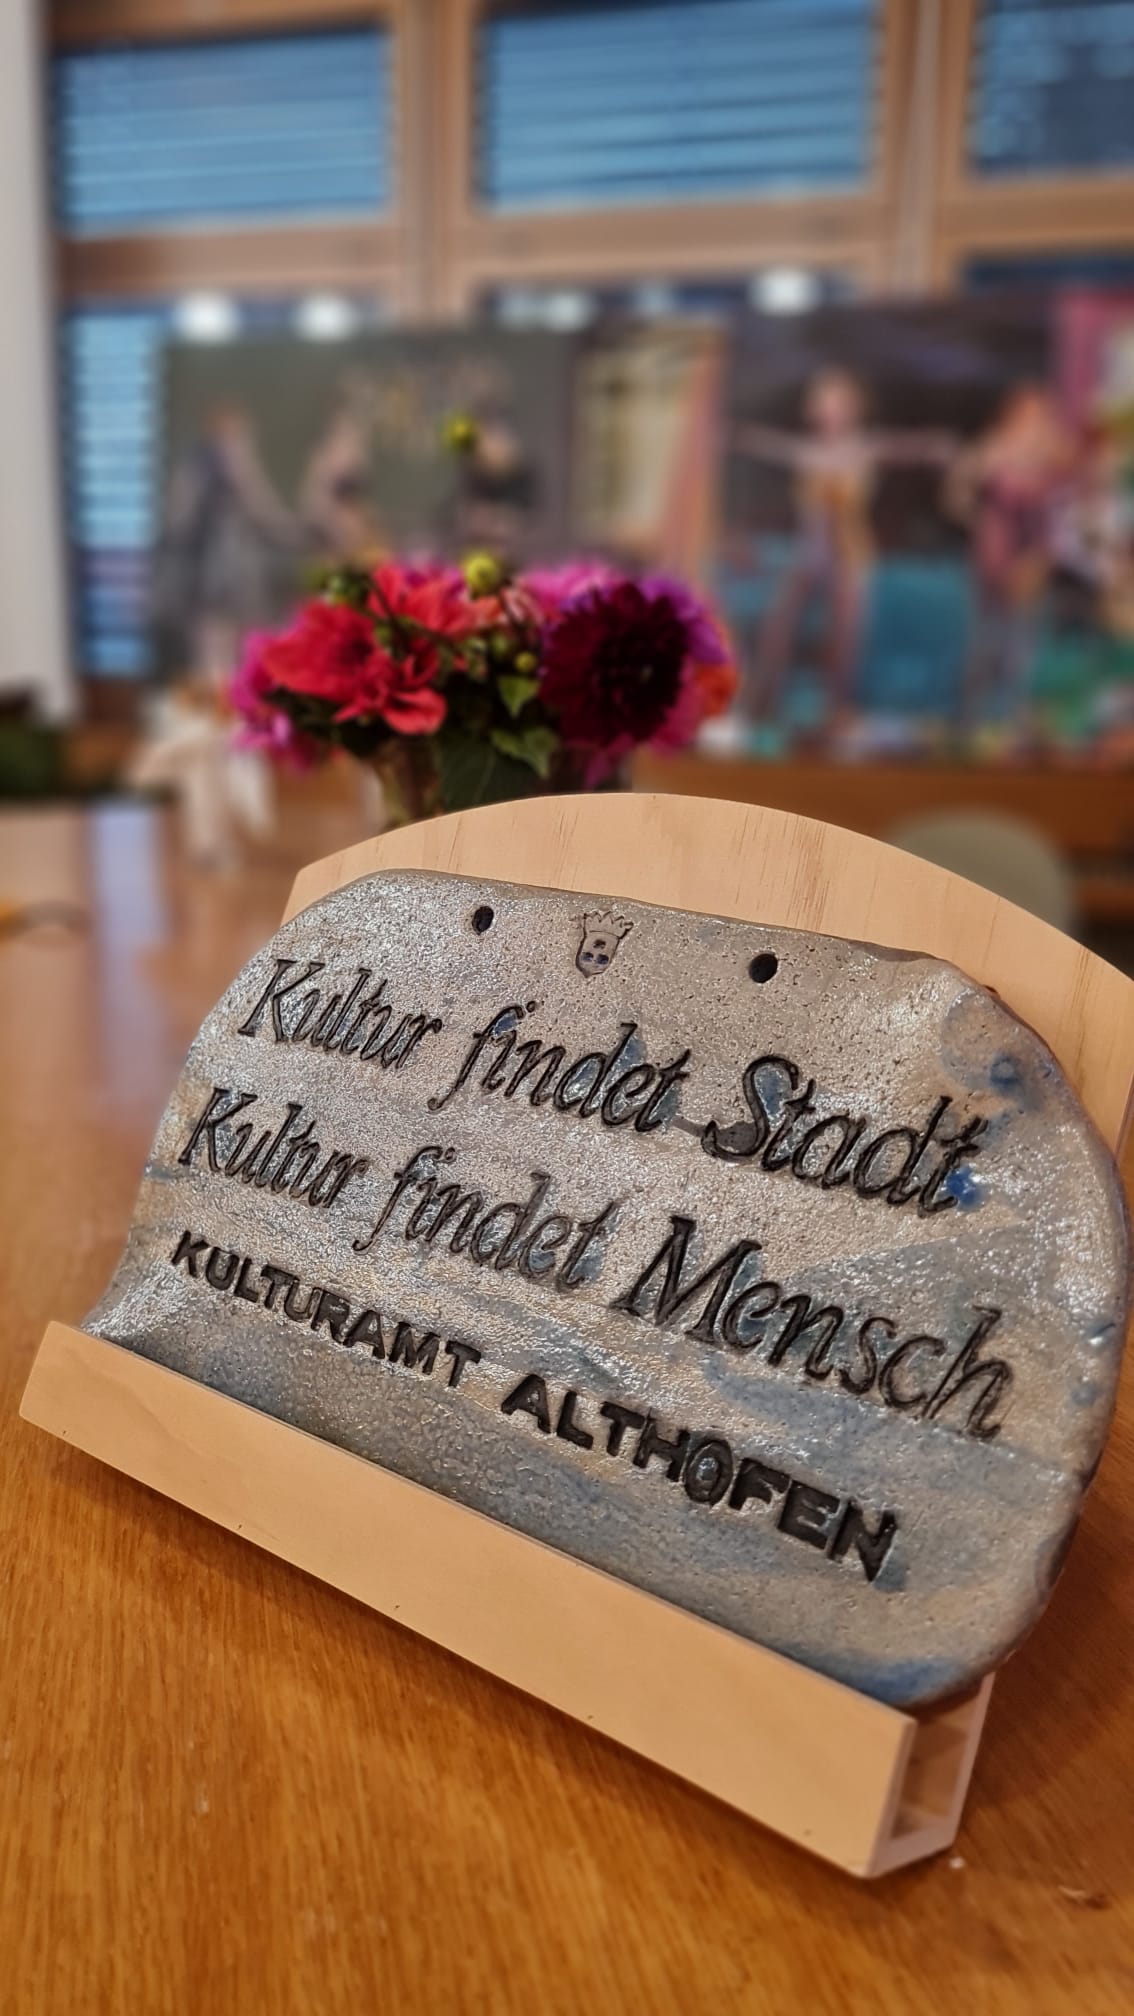 Kultur findet Stadt
Kultur findet Mensch
KULTURAMT ALTHOFEN